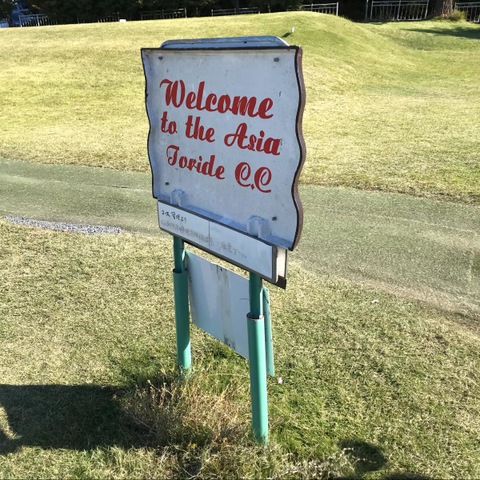 Welcome
to the Asia
Toride C,C